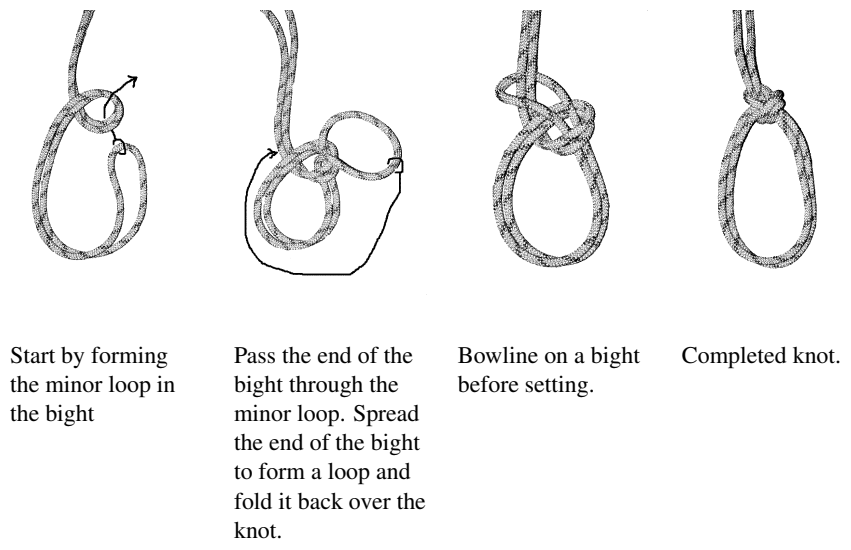 Start by forming
the minor loop in
the bight
Pass the end of the
bight through the
minor loop. Spread
the end of the bight
to form a loop and
fold it back over the
knot.
Bowline on a bight
before setting.
Completed knot.